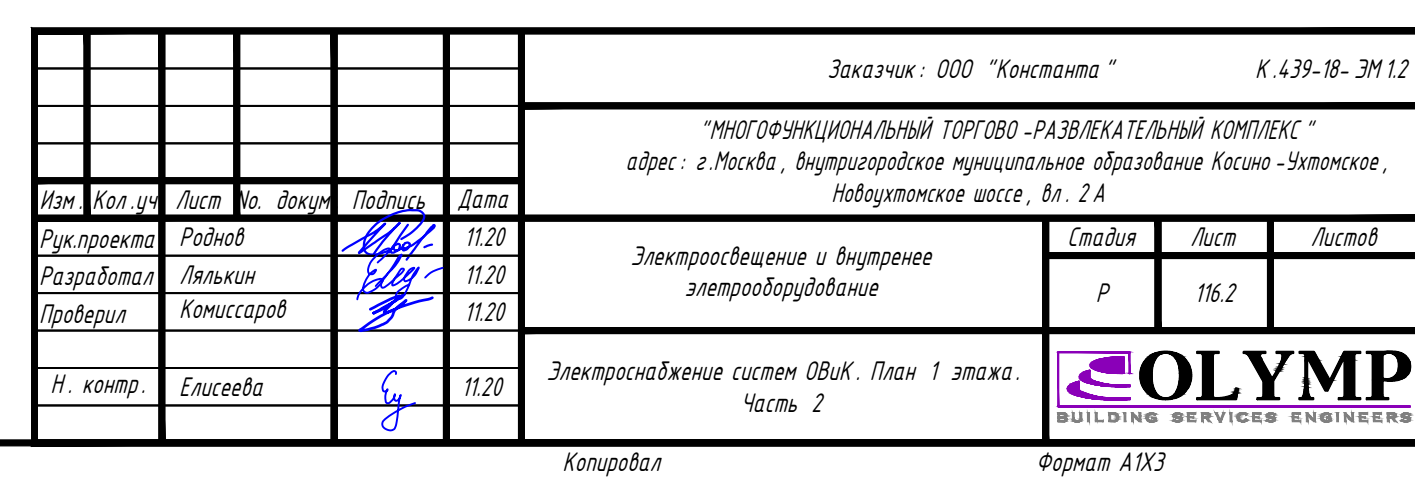 Заказчик: ООО "Константа" К.439-18-ЭМ1.2
"МНОГОФУНКЦИОНАЛЬНЫЙ ТОРГОВО-РАЗВЛЕКАТЕЛЬНЫЙ КОМПЛЕКС"
адрес: г.Москва, внутригородское муниципальное образование Косино-Ухтомское,
Новоухтомское шоссе, вл. 2А
Изм. Кол.уч Лист No. докум Подпись Дата
Рук.проекта Роднов 11.20
Разработал Лялькин 11.20
Проверил Комиссаров 11.20
Н. контр. Елисеева 11.20
Электроосвещение и внутренее
элетрооборудование
Стадия Лист Листов
Р 116.2
Электроснабжение систем ОВиК. План 1 этажа.
Часть 2
OLYMP
BUILDING SERVICES ENGINEERS
Копировал Формат А1Х3